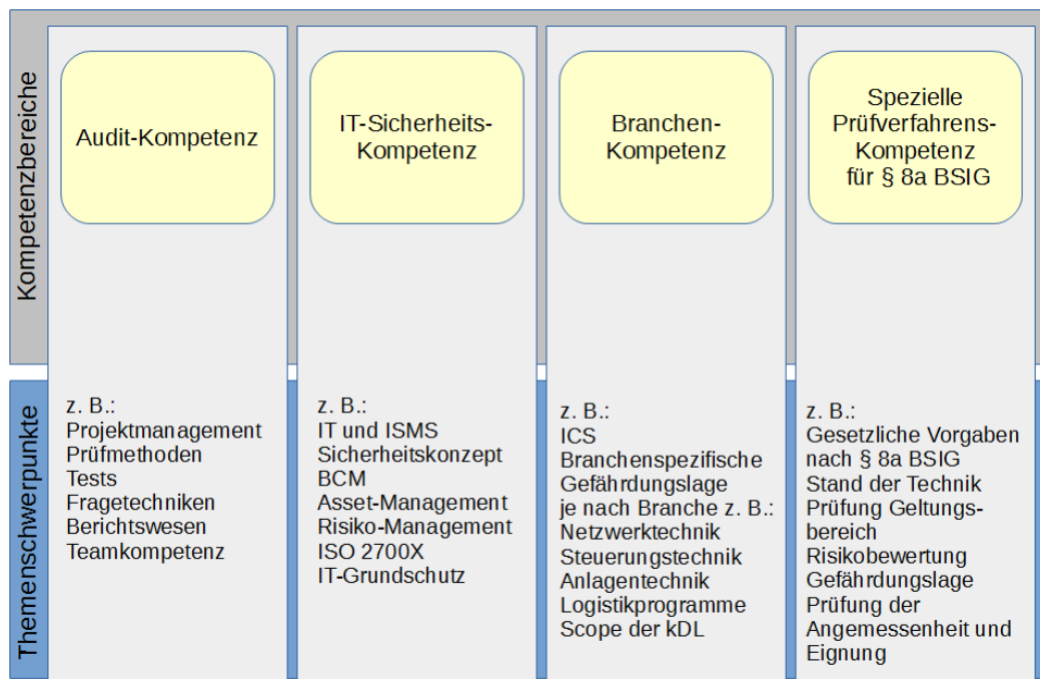 Kompetenzbereiche
Audit-Kompetenz
IT-Sicherheits-
Kompetenz
Branchen-
Kompetenz
Spezielle
Prüfverfahrens-
Kompetenz
für § 8a BSIG
Themenschwerpunkte
z. B.:
Projektmanagement
Prüfmethoden
Tests
Fragetechniken
Berichtswesen
Teamkompetenz
z. B.:
IT und ISMS
Sicherheitskonzept
BCM
Asset-Management
Risiko-Management
ISO 2700X
IT-Grundschutz
z. B.:
ICS
Branchenspezifische
Gefährdungslage
je nach Branche z. B.:
Netzwerktechnik
Steuerungstechnik
Anlagentechnik
Logistikprogramme
Scope der kDL
z. B.:
Gesetzliche Vorgaben
nach § 8a BSIG
Stand der Technik
Prüfung Geltungs-
bereich
Risikobewertung
Gefährdungslage
Prüfung der
Angemessenheit und
Eignung